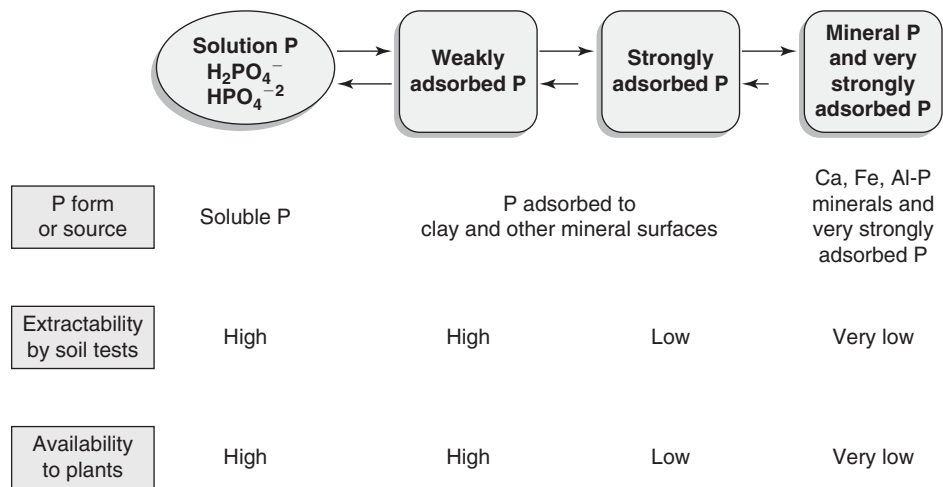 Solution P
H₂PO₄⁻
HPO₄⁻²
Weakly
adsorbed P
Strongly
adsorbed P
Mineral P
and very
strongly
adsorbed P
P form
or source
Soluble P
P adsorbed to
clay and other mineral surfaces
Ca, Fe, Al-P
minerals and
very strongly
adsorbed P
Extractability
by soil tests
High
High
Low
Very low
Availability
to plants
High
High
Low
Very low